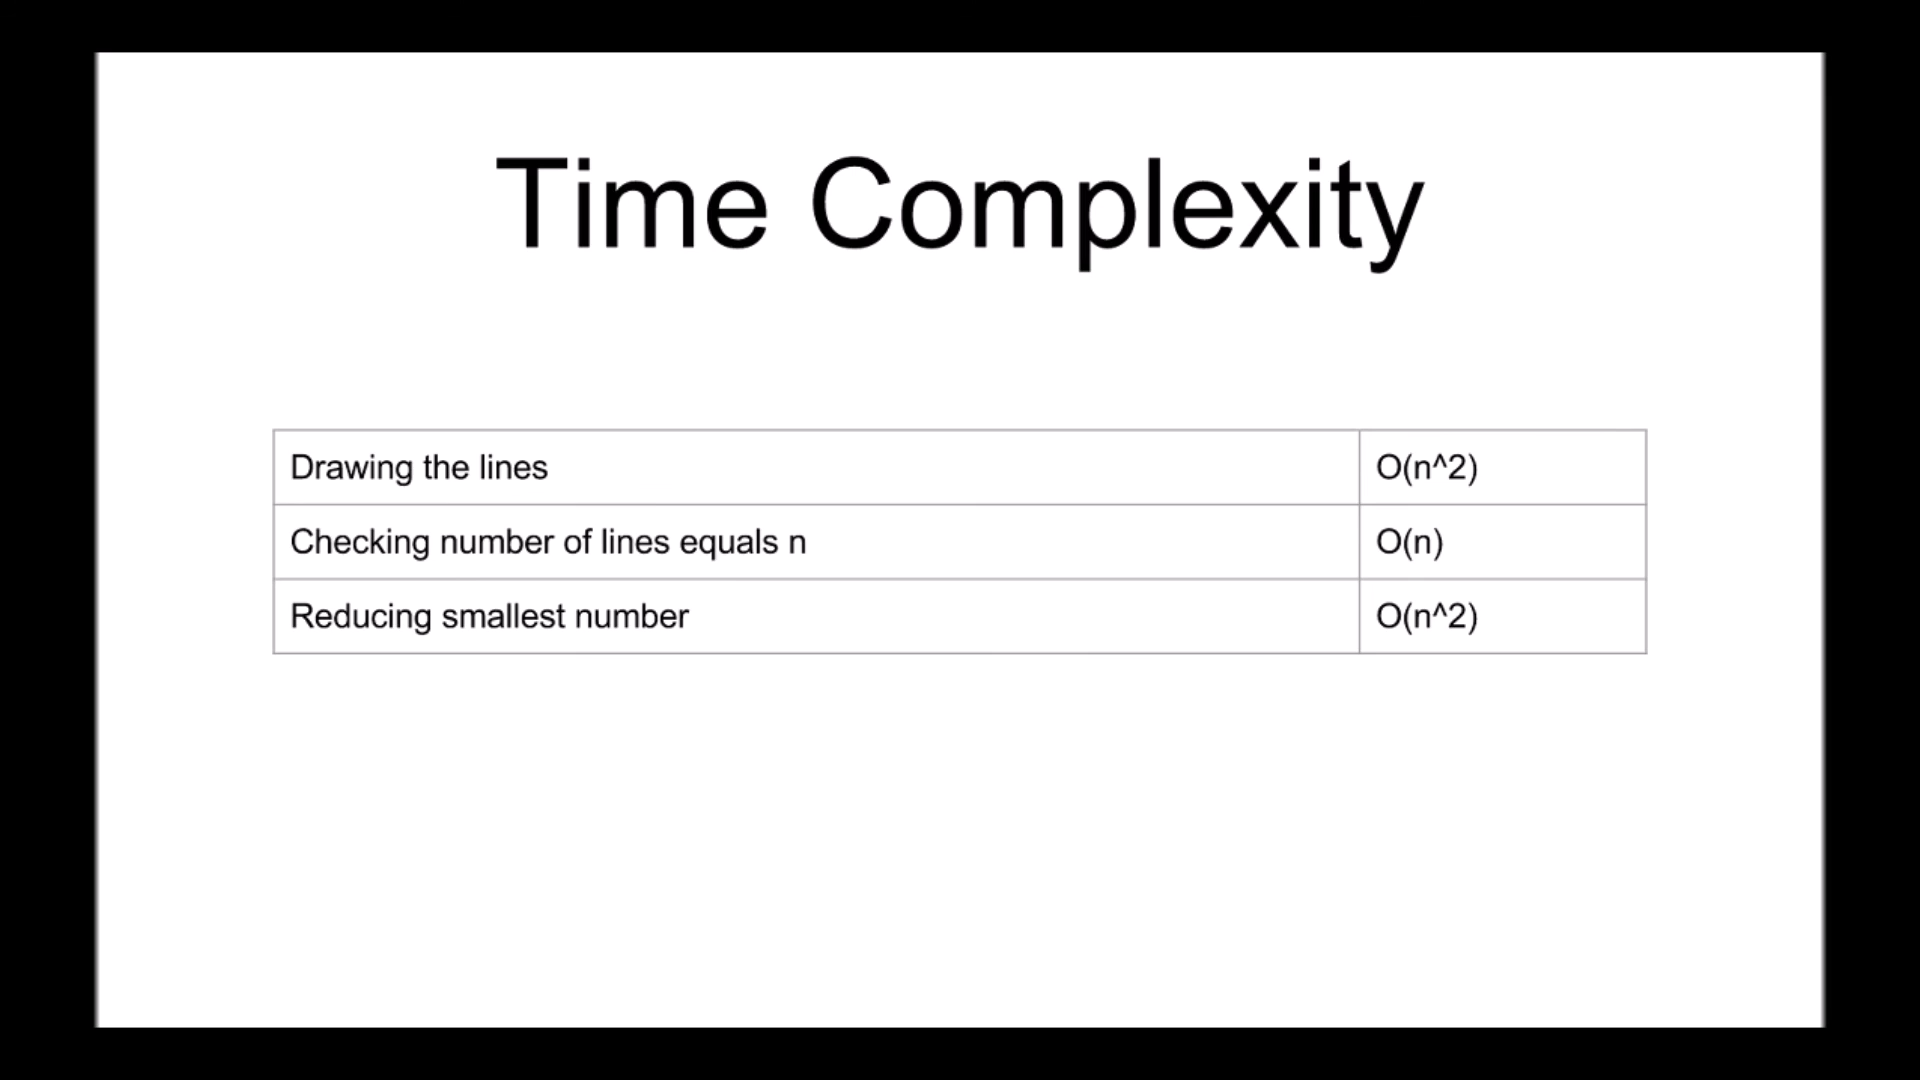 Time Complexity
Drawing the lines O(n^2)
Checking number of lines equals n O(n)
Reducing smallest number O(n^2)